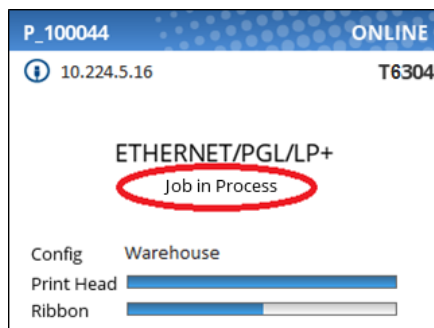 P_100044 ONLINE
10.224.5.16 T6304
ETHERNET/PGL/LP+
Job in Process
Config Warehouse
Print Head
Ribbon